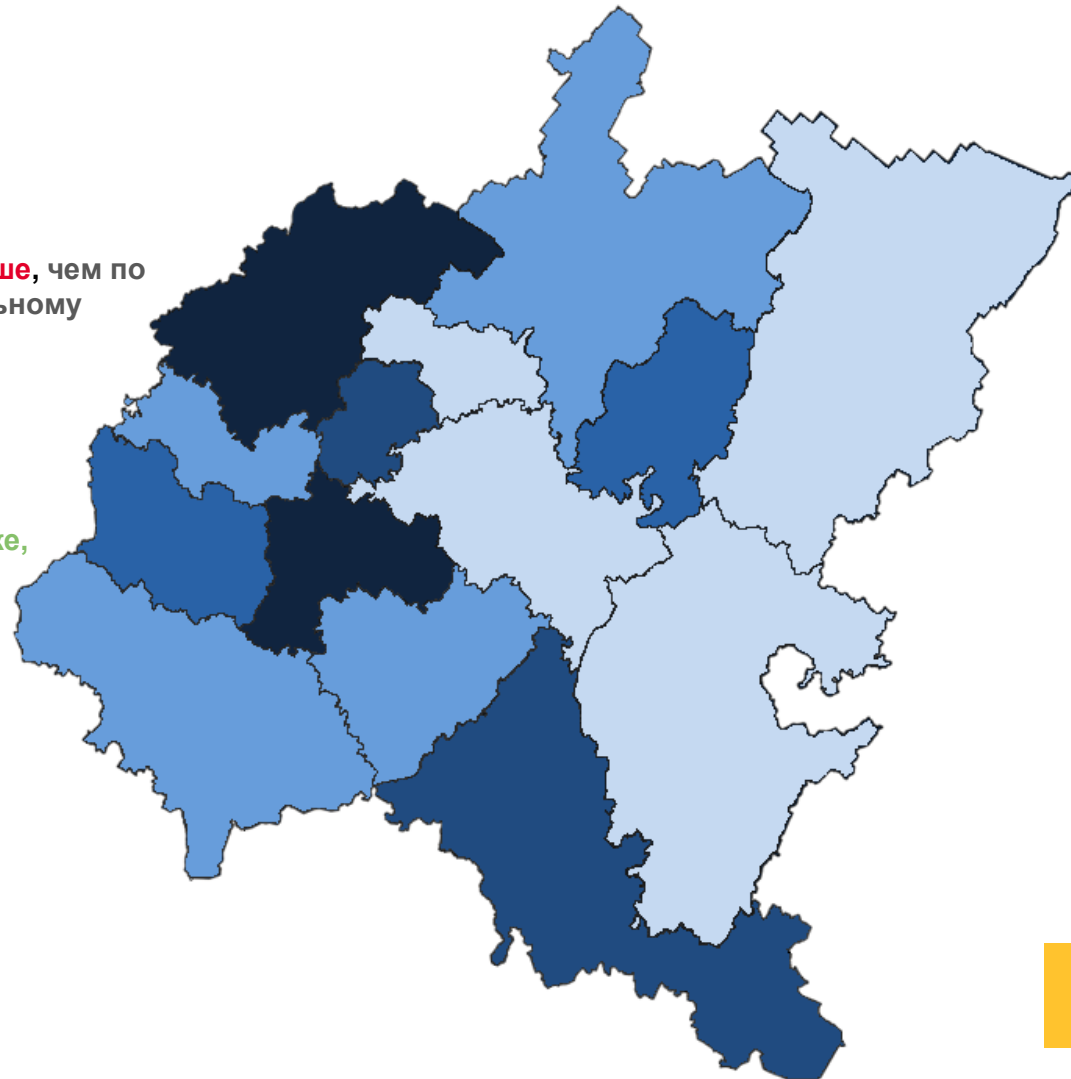 ше, чем по
ьному
ке,